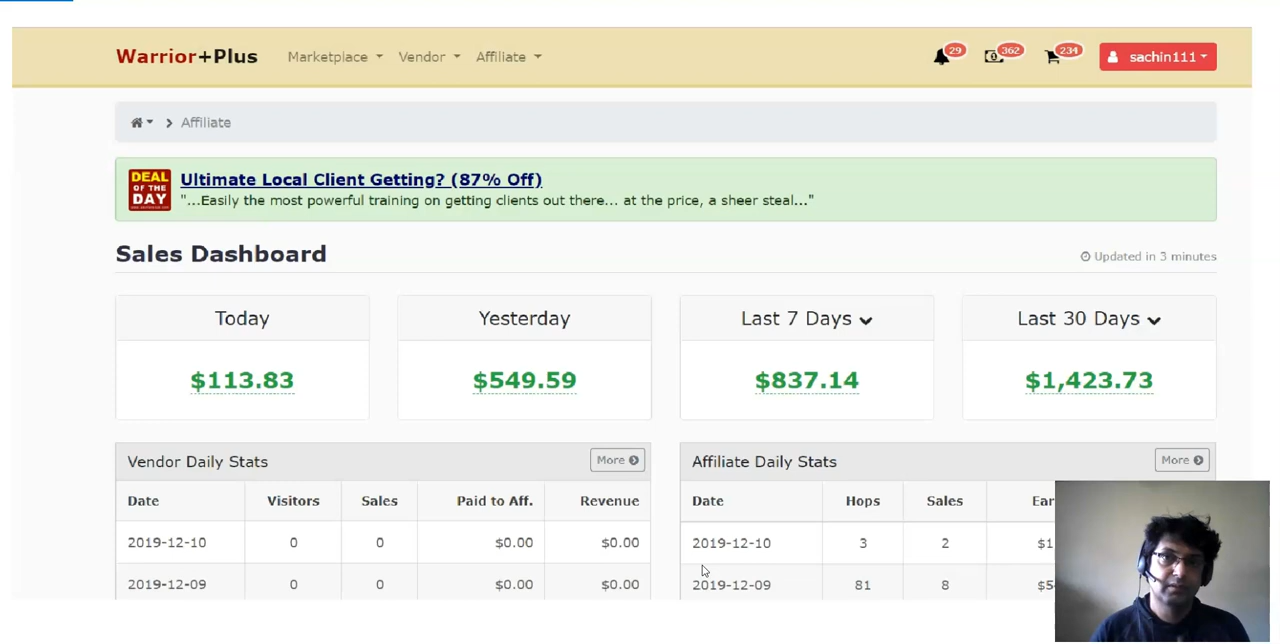 Warrior+Plus Marketplace Vendor Affiliate 29 362 234 sachin111
Affiliate
DEAL OF THE DAY
Ultimate Local Client Getting? (87% Off)
"...Easily the most powerful training on getting clients out there... at the price, a sheer steal..."
Sales Dashboard Updated in 3 minutes
Today Yesterday Last 7 Days Last 30 Days
$113.83 $549.59 $837.14 $1,423.73
Vendor Daily Stats More Affiliate Daily Stats More
Date Visitors Sales Paid to Aff. Revenue Date Hops Sales
2019-12-10 0 0 $0.00 $0.00 2019-12-10 3 2
2019-12-09 0 0 $0.00 $0.00 2019-12-09 81 8